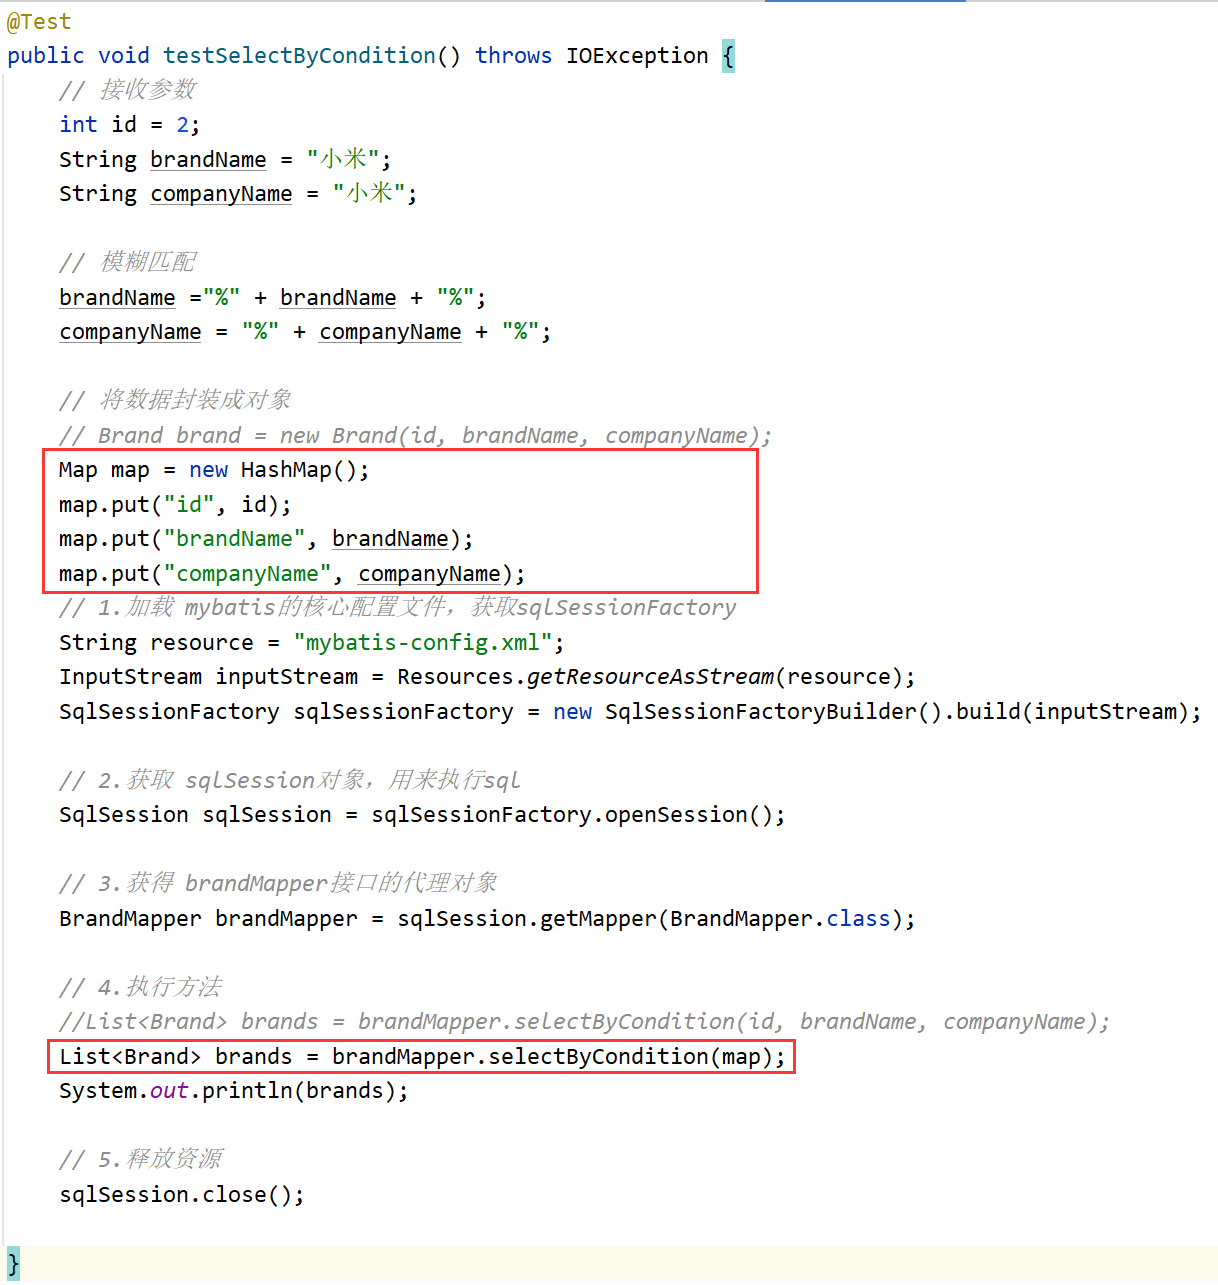 @Test
public void testSelectByCondition() throws IOException {
// 接收参数
int id = 2;
String brandName = "小米";
String companyName = "小米";
// 模糊匹配
brandName ="%" + brandName + "%";
companyName = "%" + companyName + "%";
// 将数据封装成对象
// Brand brand = new Brand(id, brandName, companyName);
Map map = new HashMap();
map.put("id", id);
map.put("brandName", brandName);
map.put("companyName", companyName);
// 1.加载 mybatis的核心配置文件，获取sqlSessionFactory
String resource = "mybatis-config.xml";
InputStream inputStream = Resources.getResourceAsStream(resource);
SqlSessionFactory sqlSessionFactory = new SqlSessionFactoryBuilder().build(inputStream);
// 2.获取 sqlSession对象，用来执行sql
SqlSession sqlSession = sqlSessionFactory.openSession();
// 3.获得 brandMapper接口的代理对象
BrandMapper brandMapper = sqlSession.getMapper(BrandMapper.class);
// 4.执行方法
//List<Brand> brands = brandMapper.selectByCondition(id, brandName, companyName);
List<Brand> brands = brandMapper.selectByCondition(map);
System.out.println(brands);
// 5.释放资源
sqlSession.close();
}